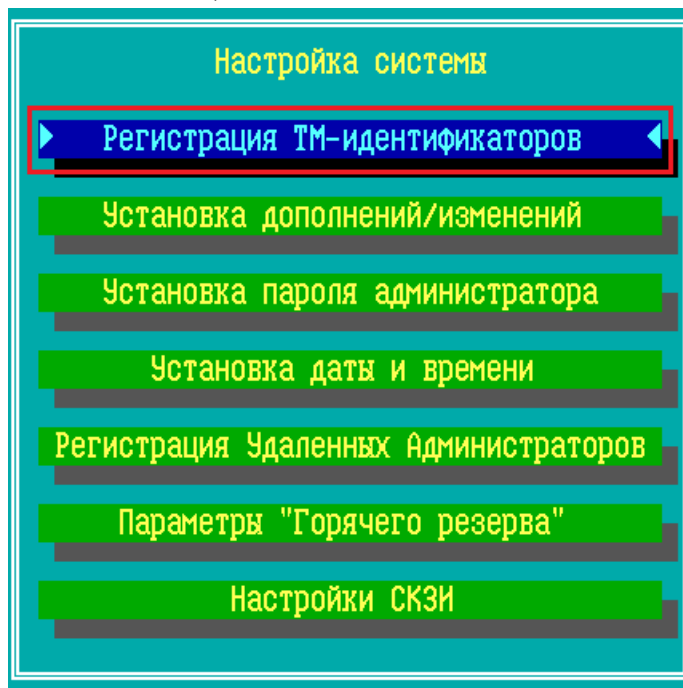 Настройка системы
Регистрация ТМ-идентификаторов
Установка дополнений/изменений
Установка пароля администратора
Установка даты и времени
Регистрация Удаленных Администраторов
Параметры "Горячего резерва"
Настройки СКЗИ